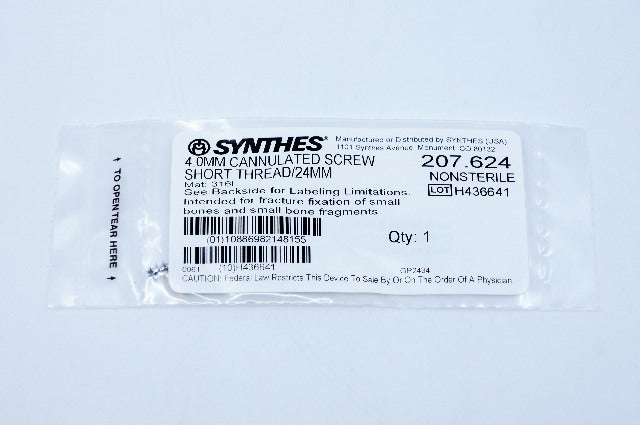 SYNTHES®
Manufactured or Distributed by SYNTHES (USA)
1101 Synthes Avenue, Monument, CO 80132
4.0MM CANNULATED SCREW
SHORT THREAD/24MM
207.624
NONSTERILE
LOT H436641
Mat: 316l
See Backside for Labeling Limitations.
Intended for fracture fixation of small
bones and small bone fragments.
(01)10886982148155
Qty: 1
(10)H436641
GP2434
CAUTION: Federal Law Restricts This Device To Sale By Or On The Order Of A Physician
TO OPEN TEAR HERE